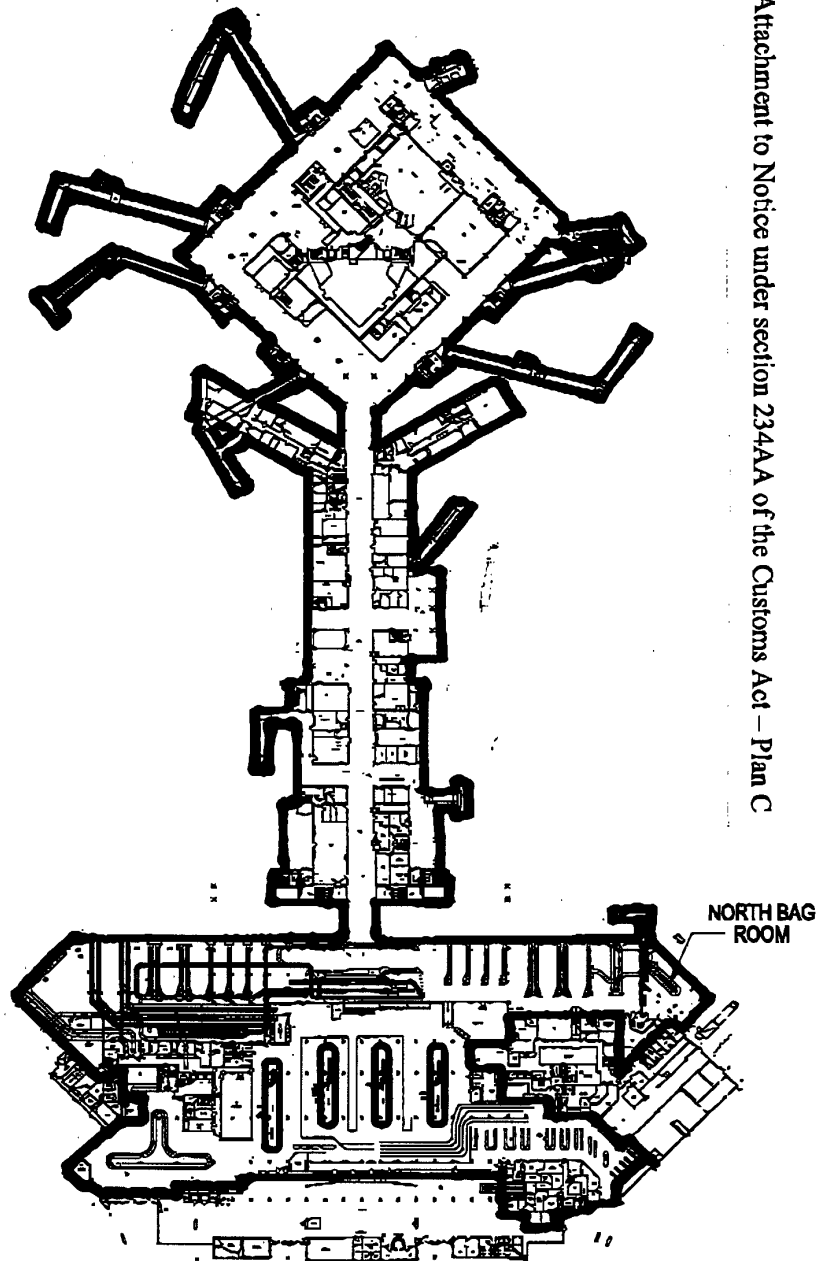 Attachment to Notice under section 234AA of the Customs Act – Plan C
NORTH BAG
ROOM